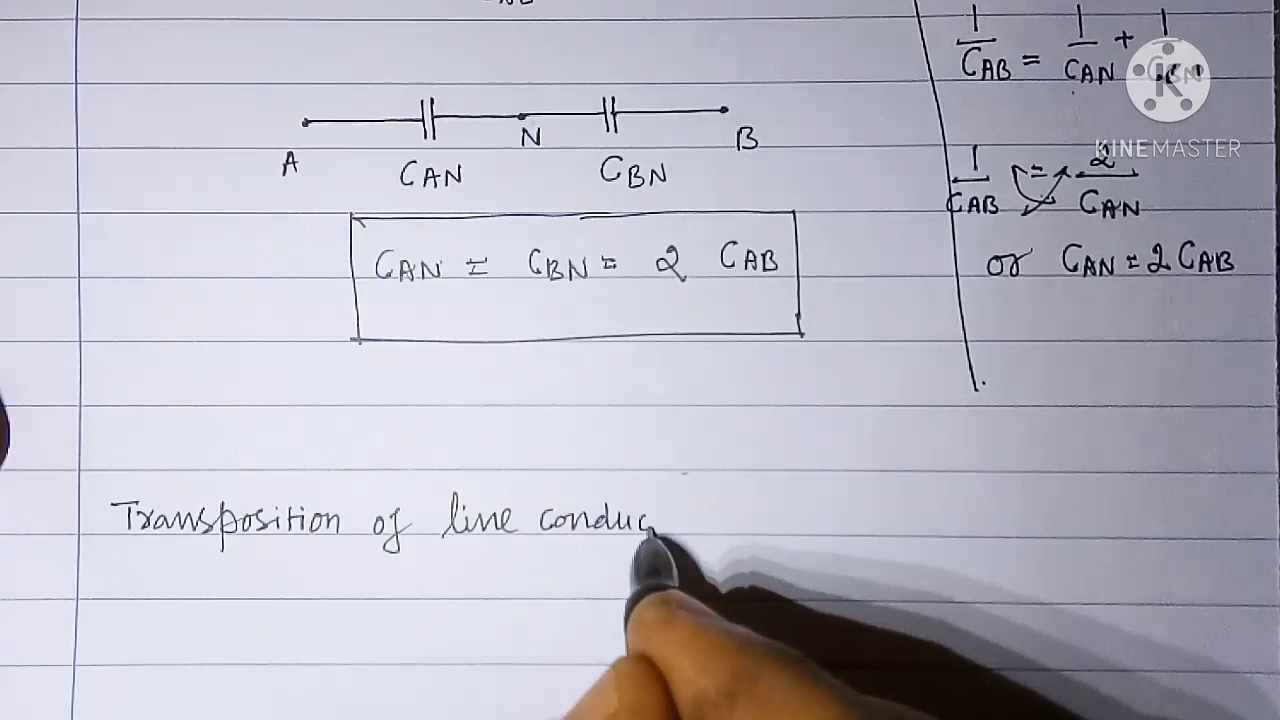 A CAN N CBN B
CAN = CBN = 2 CAB
1/CAB = 1/CAN + 1/CBN
1/CAB = 2/CAN
or CAN = 2 CAB
KINEMASTER
Transposition of line conduc